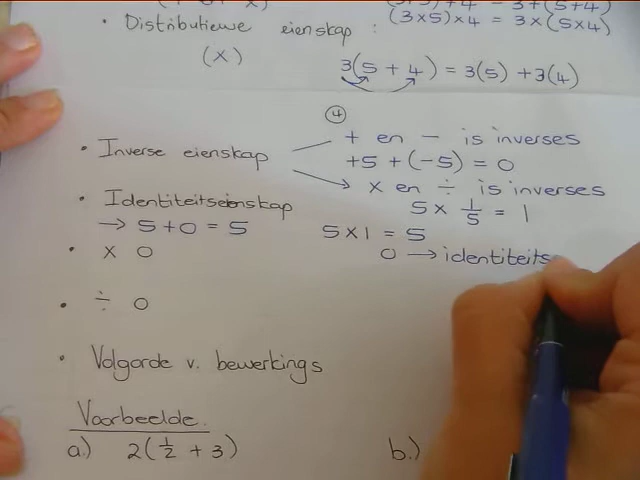 • Distributiewe eienskap :
(3×5)×4 = 3×(5×4)
(×)
3(5 + 4) = 3(5) + 3(4)
④
+ en − is inverses
• Inverse eienskap
+5 + (−5) = 0
× en ÷ is inverses
• Identiteitseienskap
5 × 1/5 = 1
→ 5 + 0 = 5
5 × 1 = 5
• × 0
0 → identiteits
• ÷ 0
• Volgorde v. bewerkings
Voorbeelde.
a.) 2(1/2 + 3)
b.)